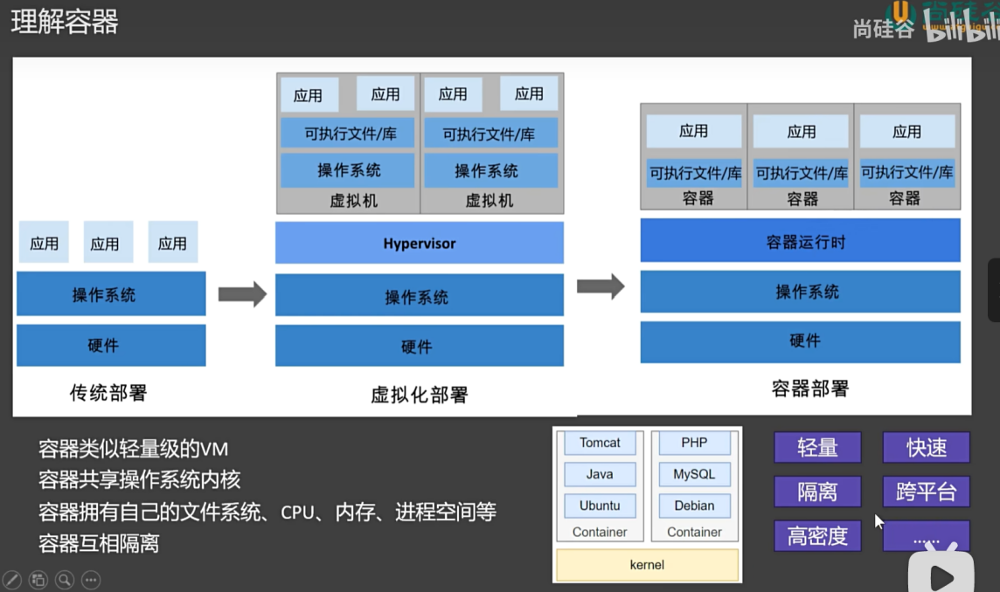 理解容器
尚硅谷
bilibili
应用 应用 应用 应用
可执行文件/库 可执行文件/库
操作系统 操作系统
虚拟机 虚拟机
应用 应用 应用
可执行文件/库 可执行文件/库 可执行文件/库
容器 容器 容器
应用 应用 应用
Hypervisor
容器运行时
操作系统
操作系统
操作系统
硬件
硬件
硬件
传统部署
虚拟化部署
容器部署
容器类似轻量级的VM
容器共享操作系统内核
容器拥有自己的文件系统、CPU、内存、进程空间等
容器互相隔离
Tomcat PHP
Java MySQL
Ubuntu Debian
Container Container
kernel
轻量 快速
隔离 跨平台
高密度 ......